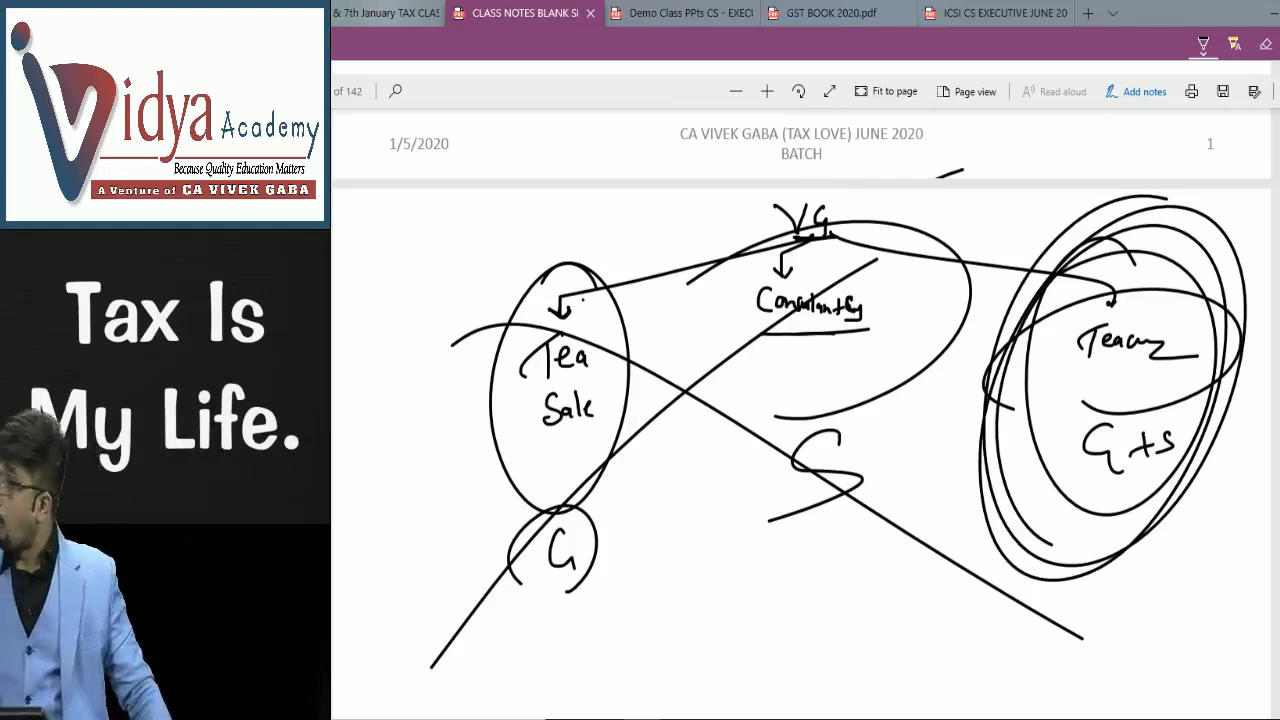 & 7th January TAX CLAS
CLASS NOTES BLANK SI
Demo Class PPts CS - EXECU
GST BOOK 2020.pdf
ICSI CS EXECUTIVE JUNE 20
of 142
Fit to page
Page view
Read aloud
Add notes
Vidya Academy
Because Quality Education Matters
A Venture of CA VIVEK GABA
1/5/2020
CA VIVEK GABA (TAX LOVE) JUNE 2020
BATCH
1
Tax Is
My Life.
VG
Tea
Sale
G
Consultantcy
S
G+S